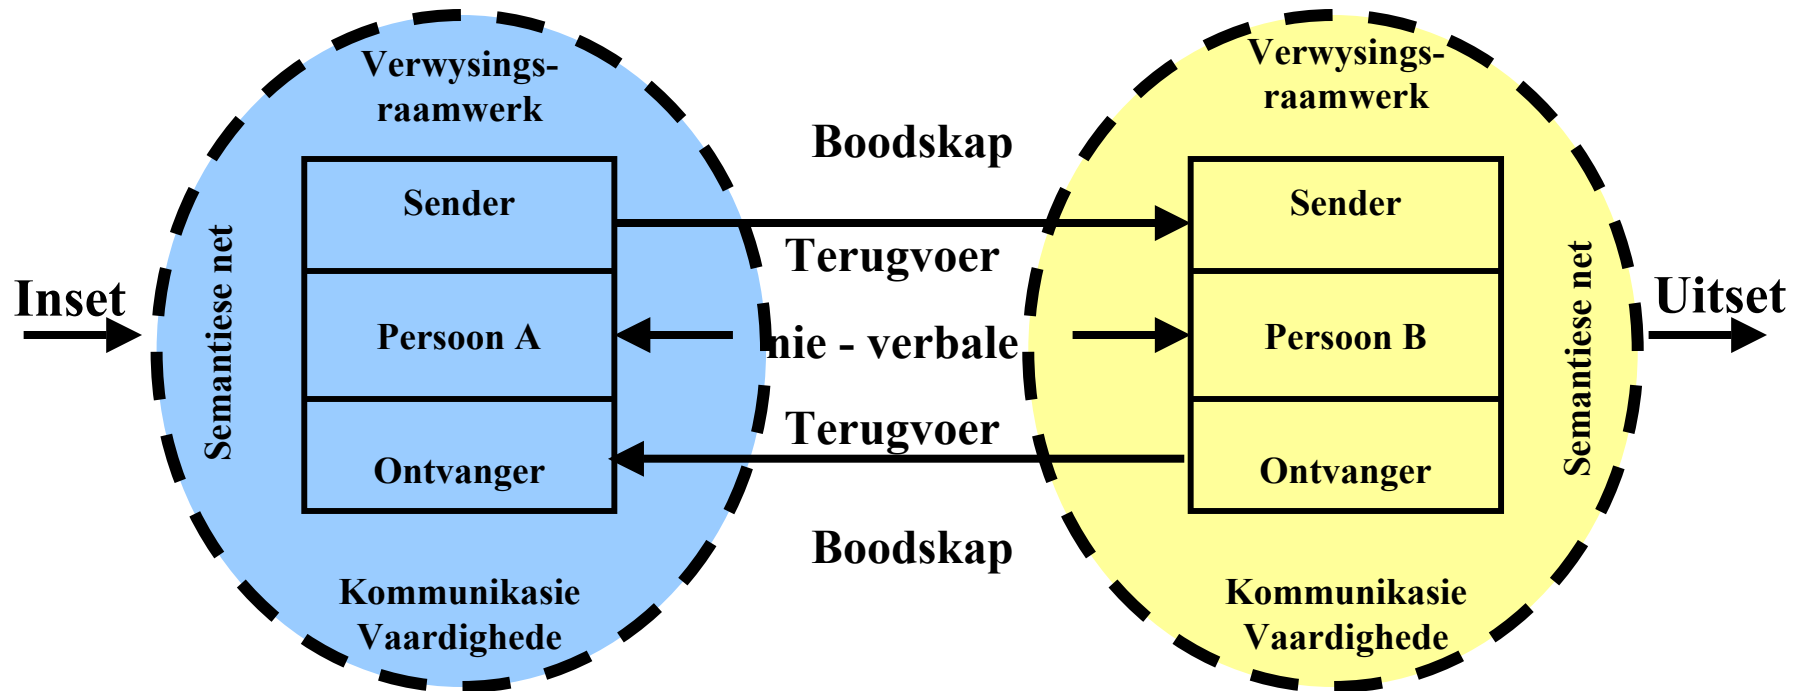 Inset
Verwysings-
raamwerk
Semantiese net
Sender
Persoon A
Ontvanger
Kommunikasie
Vaardighede
Boodskap
Terugvoer
nie - verbale
Terugvoer
Boodskap
Verwysings-
raamwerk
Sender
Persoon B
Ontvanger
Semantiese net
Kommunikasie
Vaardighede
Uitset